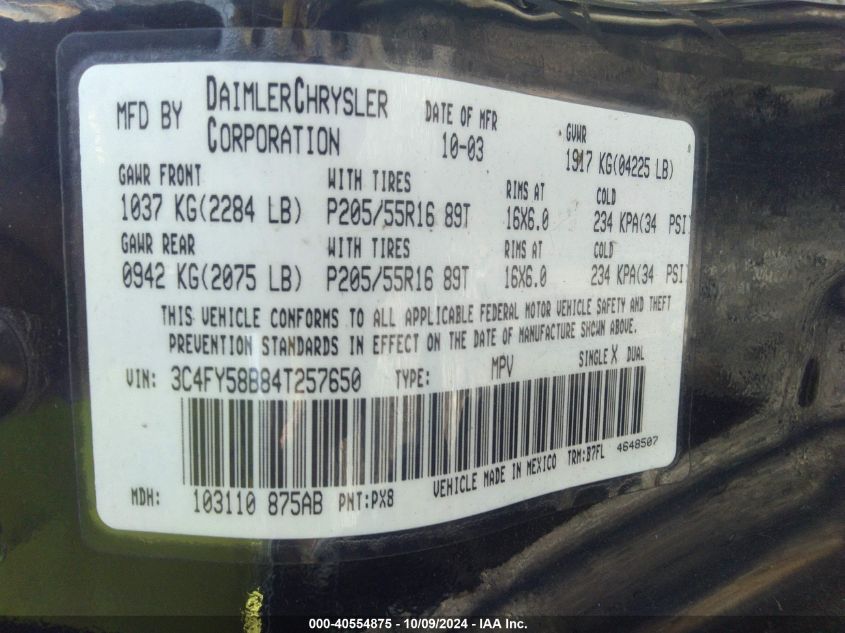 MFD BY DAIMLERCHRYSLER CORPORATION DATE OF MFR 10-03 GVWR 1917 KG(04225 LB)
GAWR FRONT WITH TIRES RIMS AT COLD
1037 KG(2284 LB) P205/55R16 89T 16X6.0 234 KPA(34 PSI)
GAWR REAR WITH TIRES RIMS AT COLD
0942 KG(2075 LB) P205/55R16 89T 16X6.0 234 KPA(34 PSI)
THIS VEHICLE CONFORMS TO ALL APPLICABLE FEDERAL MOTOR VEHICLE SAFETY AND THEFT
PREVENTION STANDARDS IN EFFECT ON THE DATE OF MANUFACTURE SHOWN ABOVE.
VIN: 3C4FY58B84T257650 TYPE: MPV SINGLE X DUAL
MDH: 103110 875AB PNT:PX8 VEHICLE MADE IN MEXICO TRM:B7FL 4648507
000-40554875 - 10/09/2024 - IAA Inc.